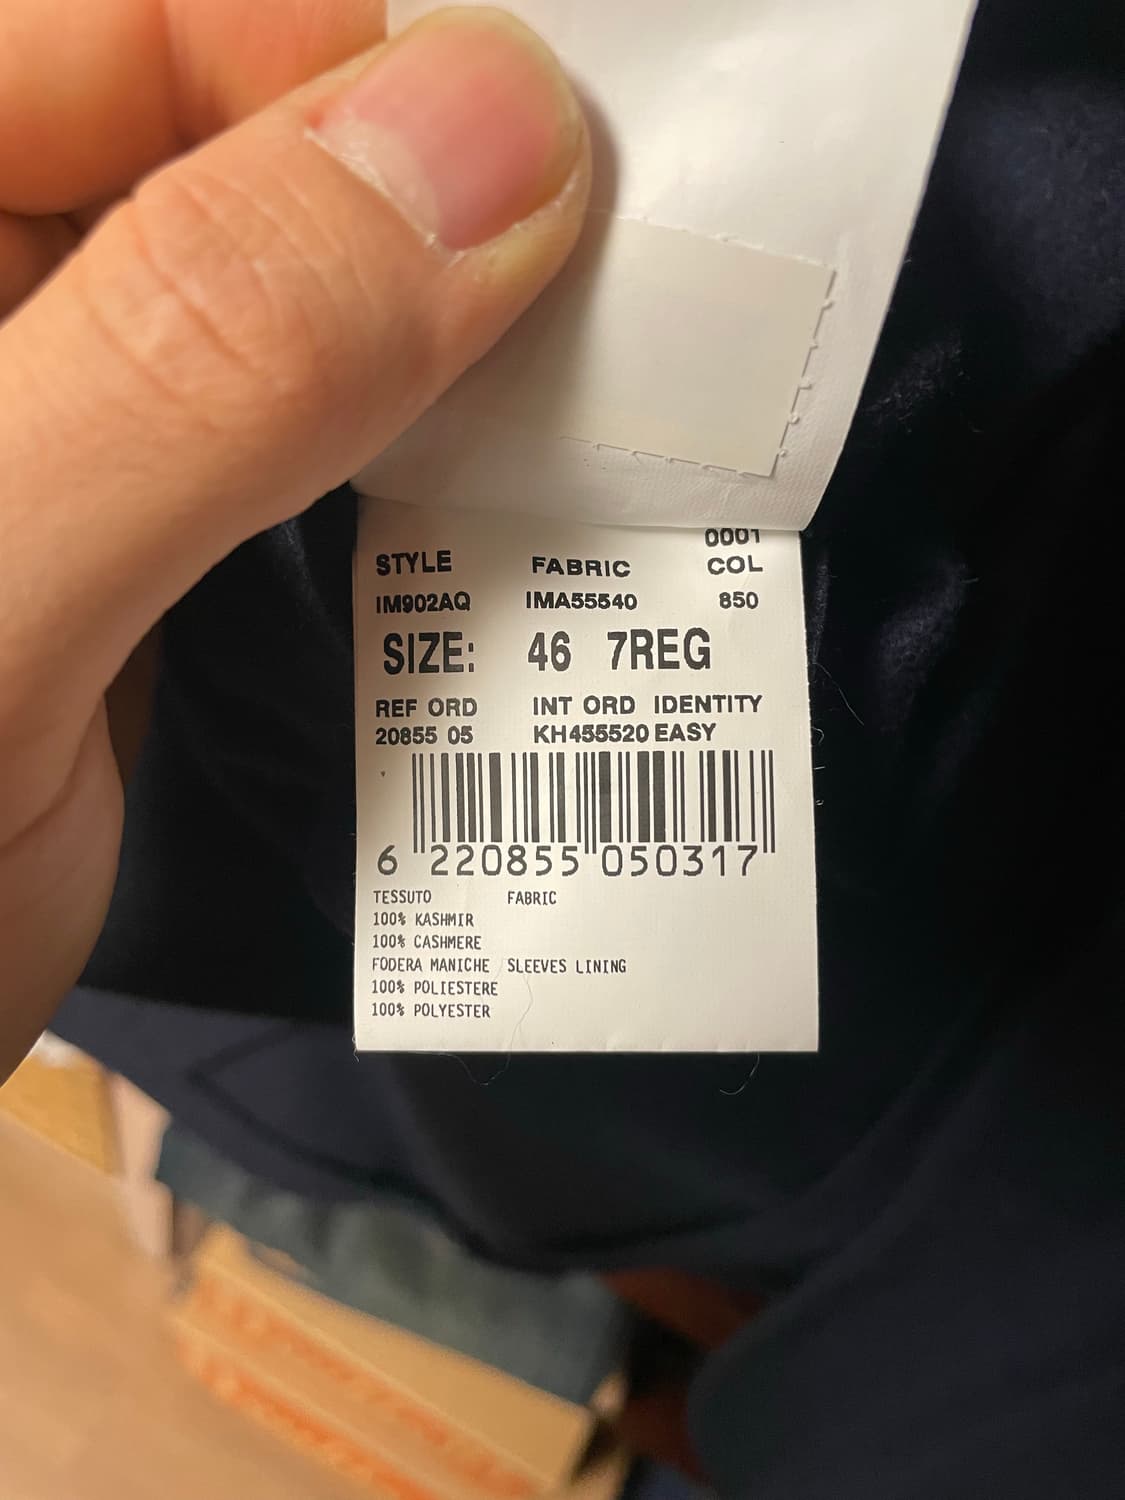 0001
STYLE FABRIC COL
IM902AQ IMA55540 850
SIZE: 46 7REG
REF ORD INT ORD IDENTITY
20855 05 KH455520 EASY
6 220855 050317
TESSUTO FABRIC
100% KASHMIR
100% CASHMERE
FODERA MANICHE SLEEVES LINING
100% POLIESTERE
100% POLYESTER